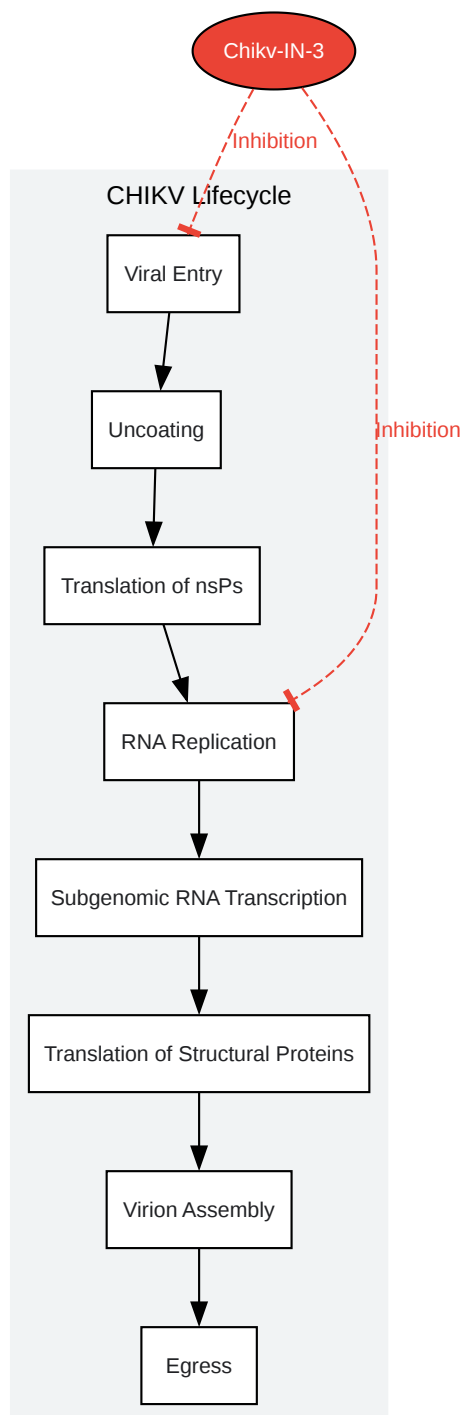 Chikv-IN-3
Inhibition
CHIKV Lifecycle
Viral Entry
Uncoating
Inhibition
Translation of nsPs
RNA Replication
Subgenomic RNA Transcription
Translation of Structural Proteins
Virion Assembly
Egress